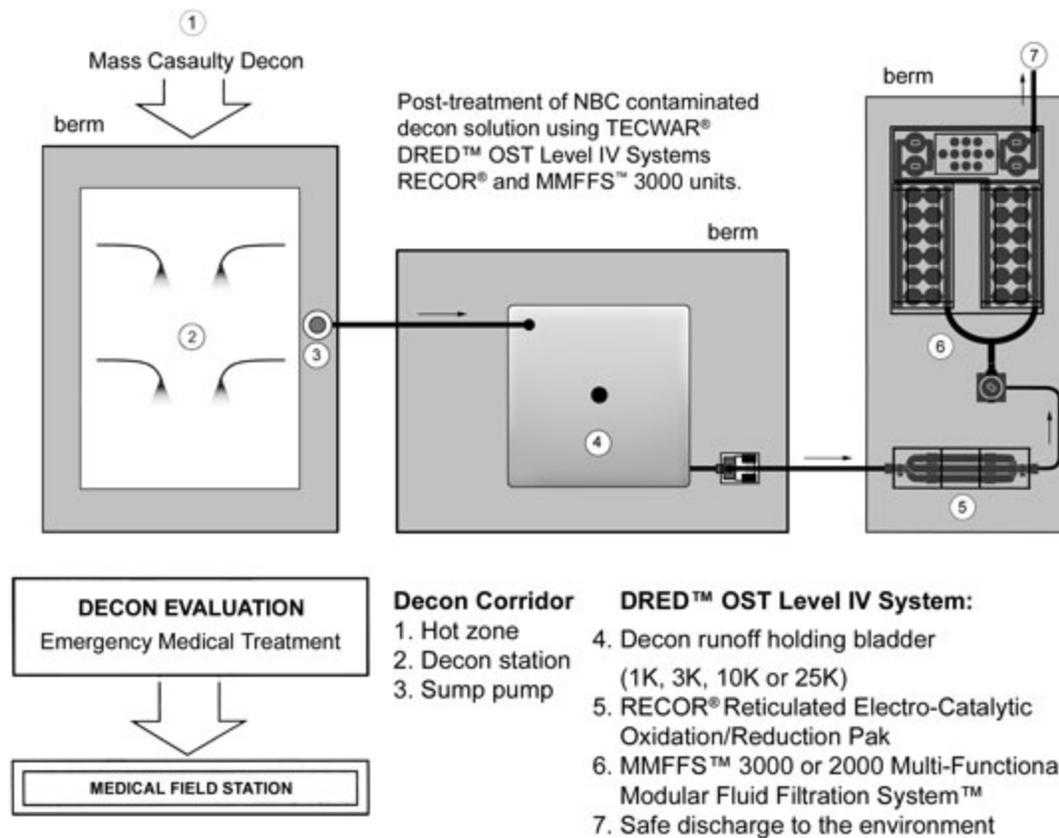 1
Mass Casaulty Decon
berm
Post-treatment of NBC contaminated
decon solution using TECWAR®
DRED™ OST Level IV Systems
RECOR® and MMFFS™ 3000 units.
berm
berm
7
2
3
4
5
6
DECON EVALUATION
Emergency Medical Treatment
MEDICAL FIELD STATION
Decon Corridor
1. Hot zone
2. Decon station
3. Sump pump
DRED™ OST Level IV System:
4. Decon runoff holding bladder
(1K, 3K, 10K or 25K)
5. RECOR® Reticulated Electro-Catalytic
Oxidation/Reduction Pak
6. MMFFS™ 3000 or 2000 Multi-Functiona
Modular Fluid Filtration System™
7. Safe discharge to the environment